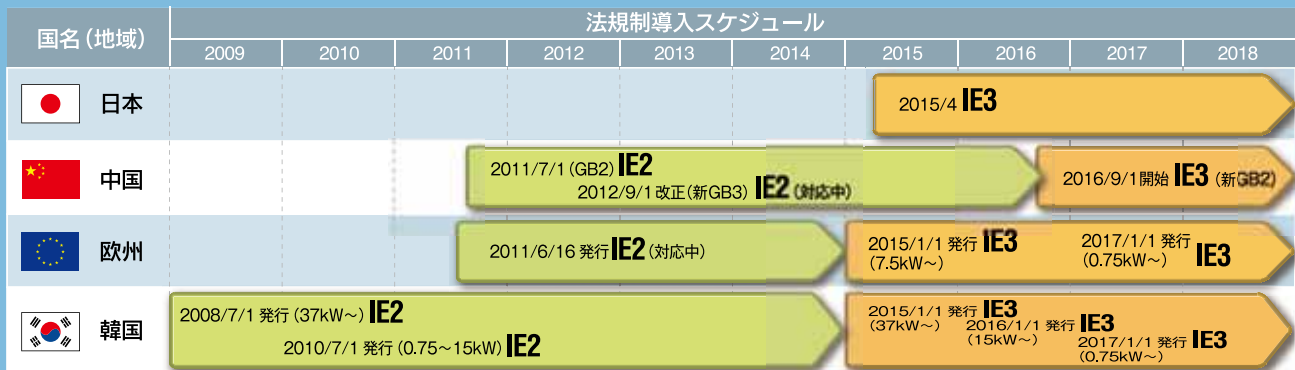 国名(地域)
法規制導入スケジュール
2009 2010 2011 2012 2013 2014 2015 2016 2017 2018
日本
2015/4 IE3
中国
2011/7/1(GB2) IE2
2012/9/1改正(新GB3) IE2(対応中)
2016/9/1開始 IE3(新GB2)
欧州
2011/6/16発行 IE2(対応中)
2015/1/1 発行 IE3
(7.5kW~)
2017/1/1 発行
(0.75kW~) IE3
韓国
2008/7/1 発行(37kW~) IE2
2010/7/1 発行(0.75~15kW) IE2
2015/1/1 発行 IE3
(37kW~)
2016/1/1 発行 IE3
(15kW~)
2017/1/1 発行 IE3
(0.75kW~)